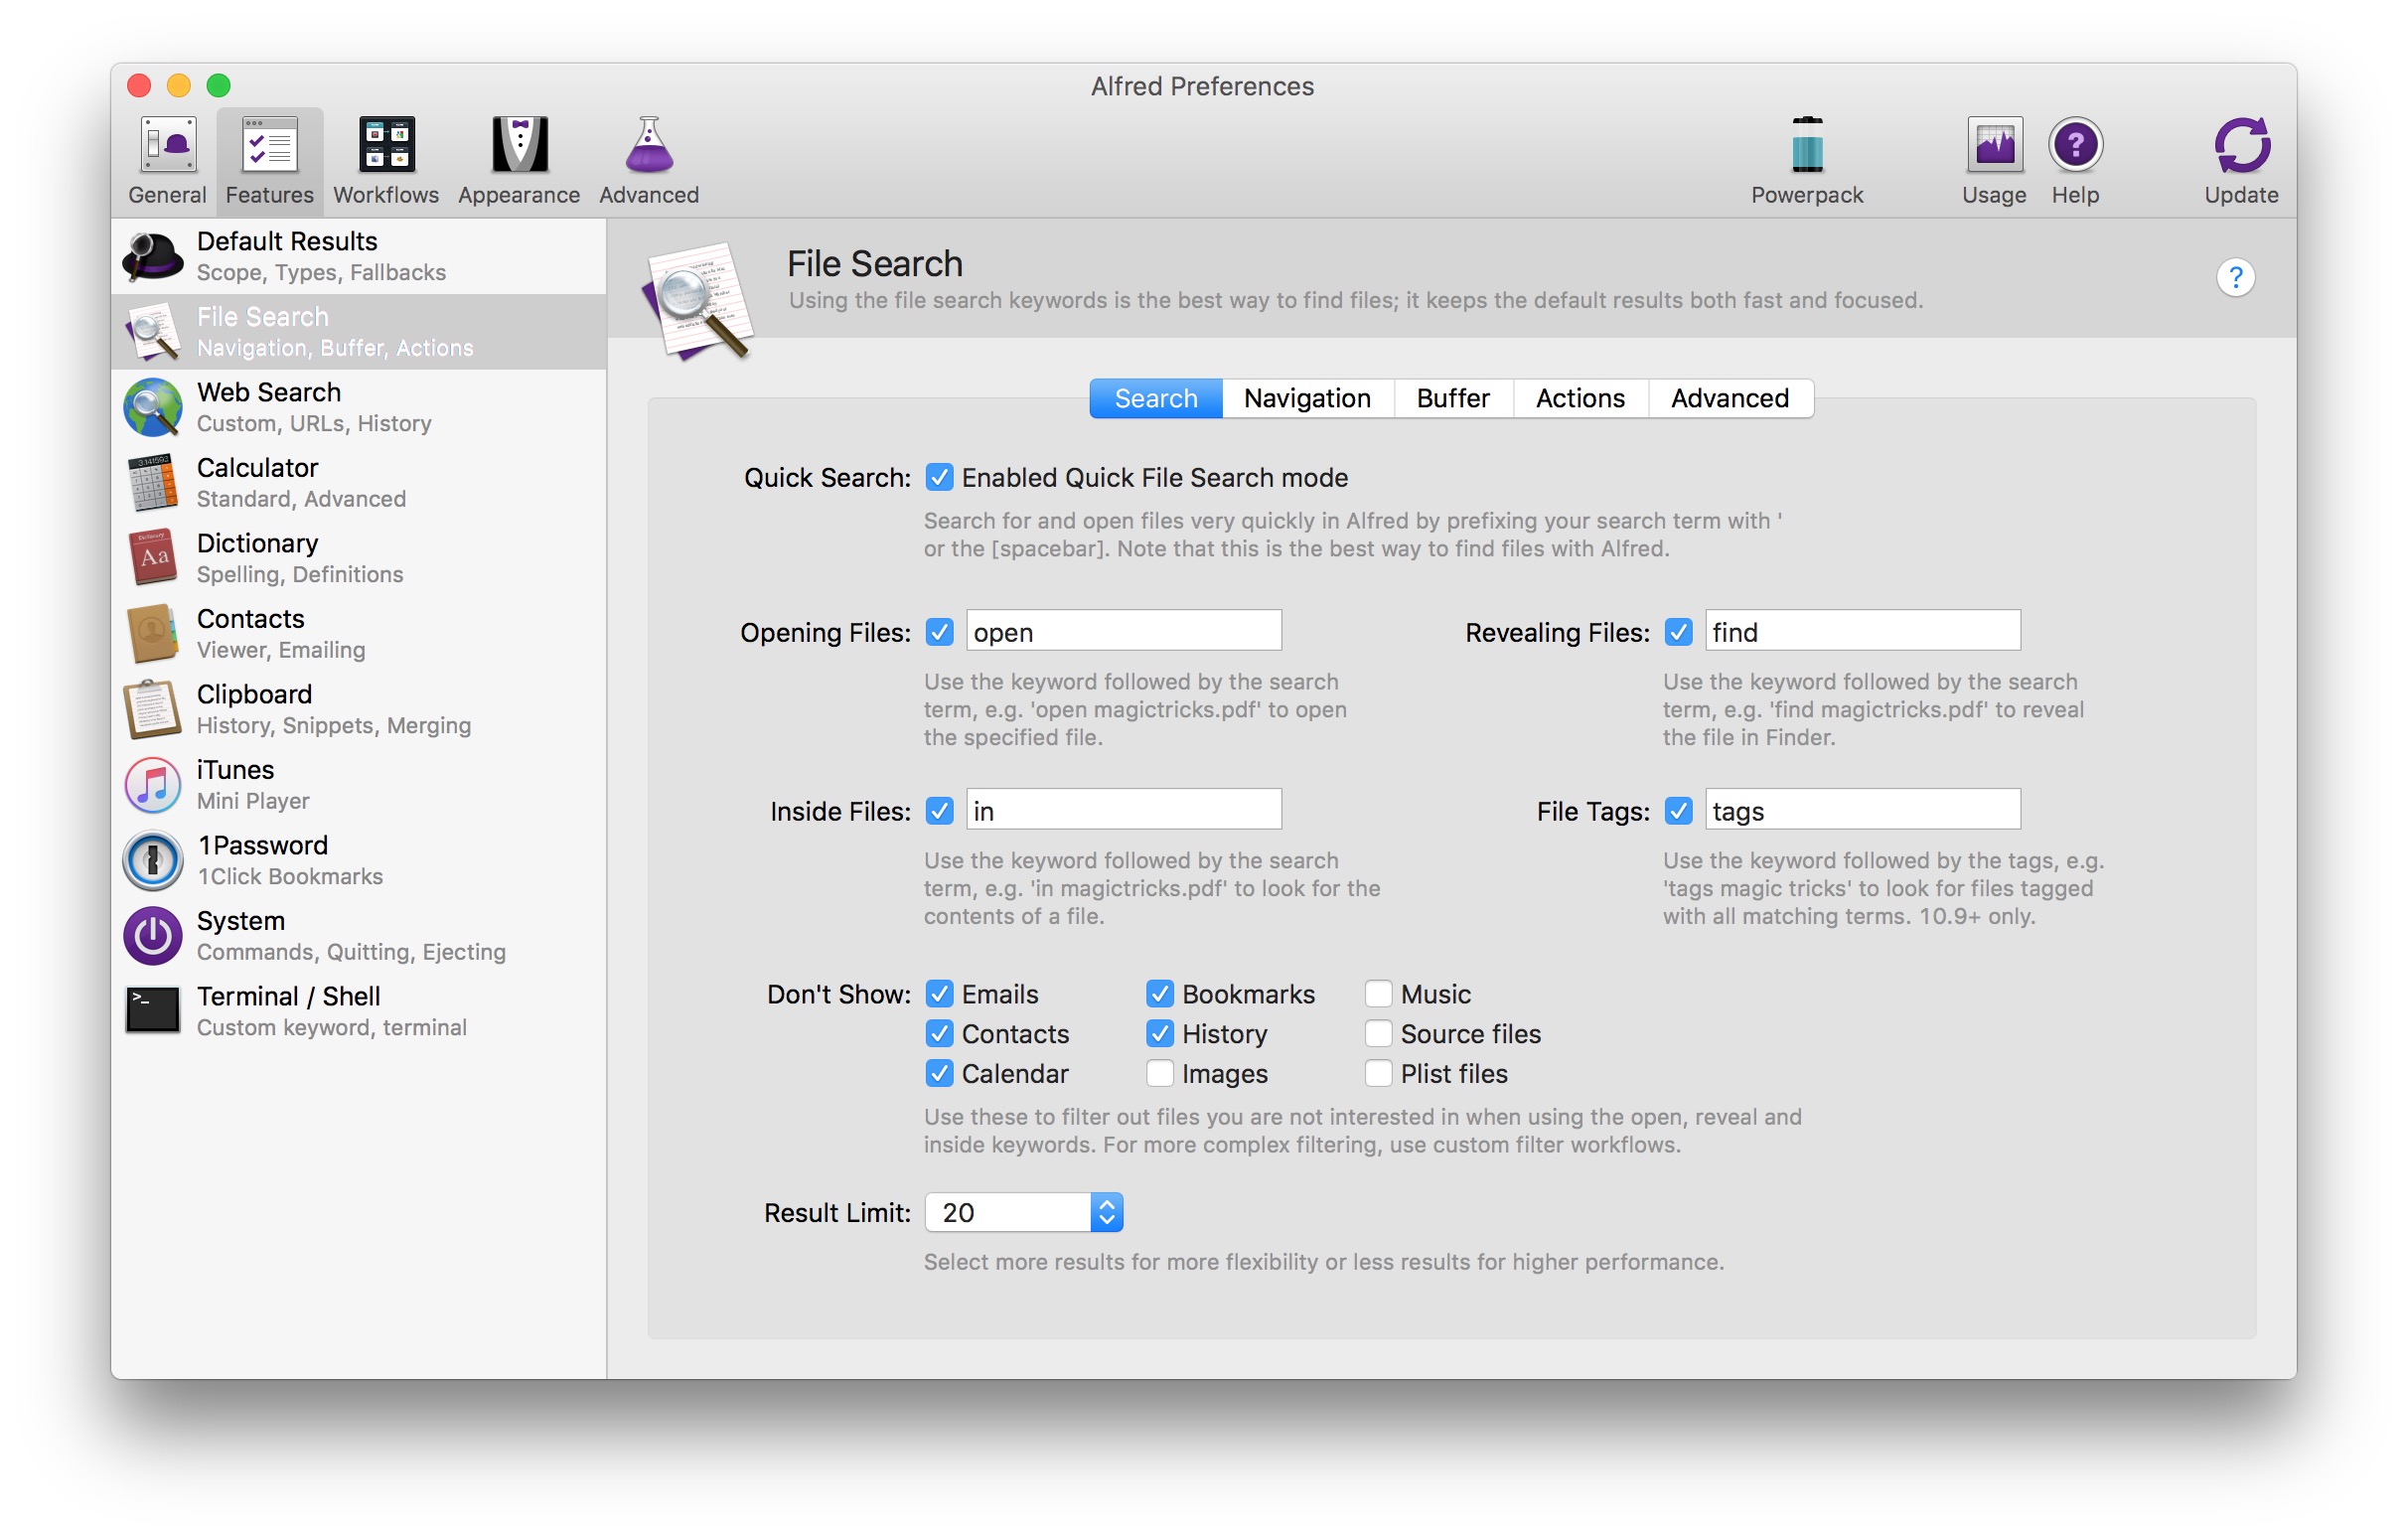 Alfred Preferences
General
Features
Workflows
Appearance
Advanced
Powerpack
Usage
Help
Update
Default Results
Scope, Types, Fallbacks
File Search
Navigation, Buffer, Actions
Web Search
Custom, URLs, History
Calculator
Standard, Advanced
Dictionary
Spelling, Definitions
Contacts
Viewer, Emailing
Clipboard
History, Snippets, Merging
iTunes
Mini Player
1Password
1Click Bookmarks
System
Commands, Quitting, Ejecting
Terminal / Shell
Custom keyword, terminal
File Search
Using the file search keywords is the best way to find files; it keeps the default results both fast and focused.
?
Search
Navigation
Buffer
Actions
Advanced
Quick Search: Enabled Quick File Search mode
Search for and open files very quickly in Alfred by prefixing your search term with '
or the [spacebar]. Note that this is the best way to find files with Alfred.
Opening Files: open
Use the keyword followed by the search
term, e.g. 'open magictricks.pdf' to open
the specified file.
Revealing Files: find
Use the keyword followed by the search
term, e.g. 'find magictricks.pdf' to reveal
the file in Finder.
Inside Files: in
Use the keyword followed by the search
term, e.g. 'in magictricks.pdf' to look for the
contents of a file.
File Tags: tags
Use the keyword followed by the tags, e.g.
'tags magic tricks' to look for files tagged
with all matching terms. 10.9+ only.
Don't Show: Emails Bookmarks Music
Contacts History Source files
Calendar Images Plist files
Use these to filter out files you are not interested in when using the open, reveal and
inside keywords. For more complex filtering, use custom filter workflows.
Result Limit: 20
Select more results for more flexibility or less results for higher performance.